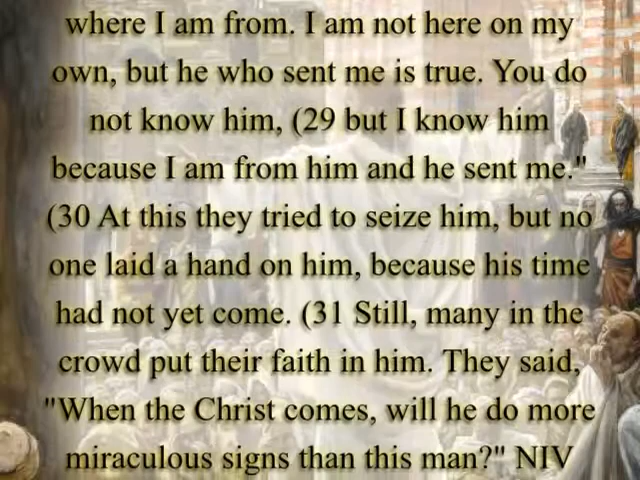 where I am from. I am not here on my
own, but he who sent me is true. You do
not know him, (29 but I know him
because I am from him and he sent me."
(30 At this they tried to seize him, but no
one laid a hand on him, because his time
had not yet come. (31 Still, many in the
crowd put their faith in him. They said,
"When the Christ comes, will he do more
miraculous signs than this man?" NIV